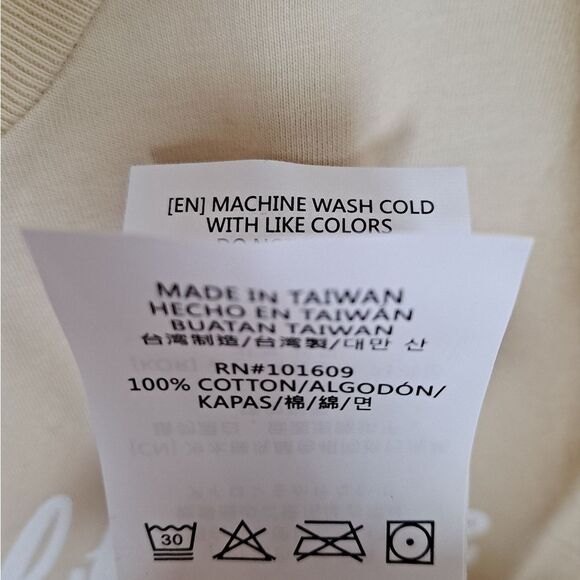 [EN] MACHINE WASH COLD
WITH LIKE COLORS
MADE IN TAIWAN
HECHO EN TAIWÁN
BUATAN TAIWAN
台湾制造/台灣製/대만 산
RN#101609
100% COTTON/ALGODÓN/
KAPAS/棉/綿/면
30